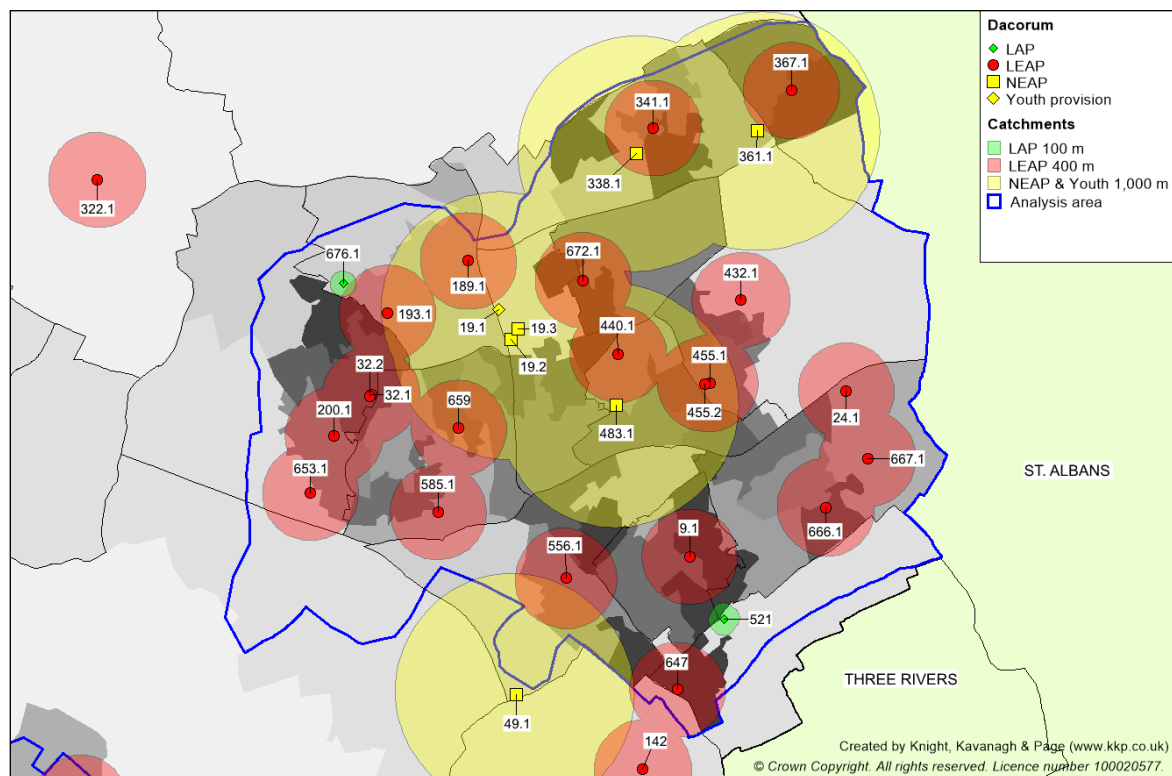 Dacorum
LAP
LEAP
NEAP
Youth provision
Catchments
LAP 100 m
LEAP 400 m
NEAP & Youth 1,000 m
Analysis area
367.1
341.1
361.1
338.1
322.1
676.1
672.1
432.1
189.1
193.1
19.1
19.3
440.1
19.2
455.1
32.2
32.1
659
455.2
24.1
200.1
483.1
667.1
653.1
585.1
ST. ALBANS
666.1
9.1
556.1
521
647
THREE RIVERS
49.1
142
Created by Knight, Kavanagh & Page (www.kkp.co.uk)
© Crown Copyright. All rights reserved. Licence number 100020577.